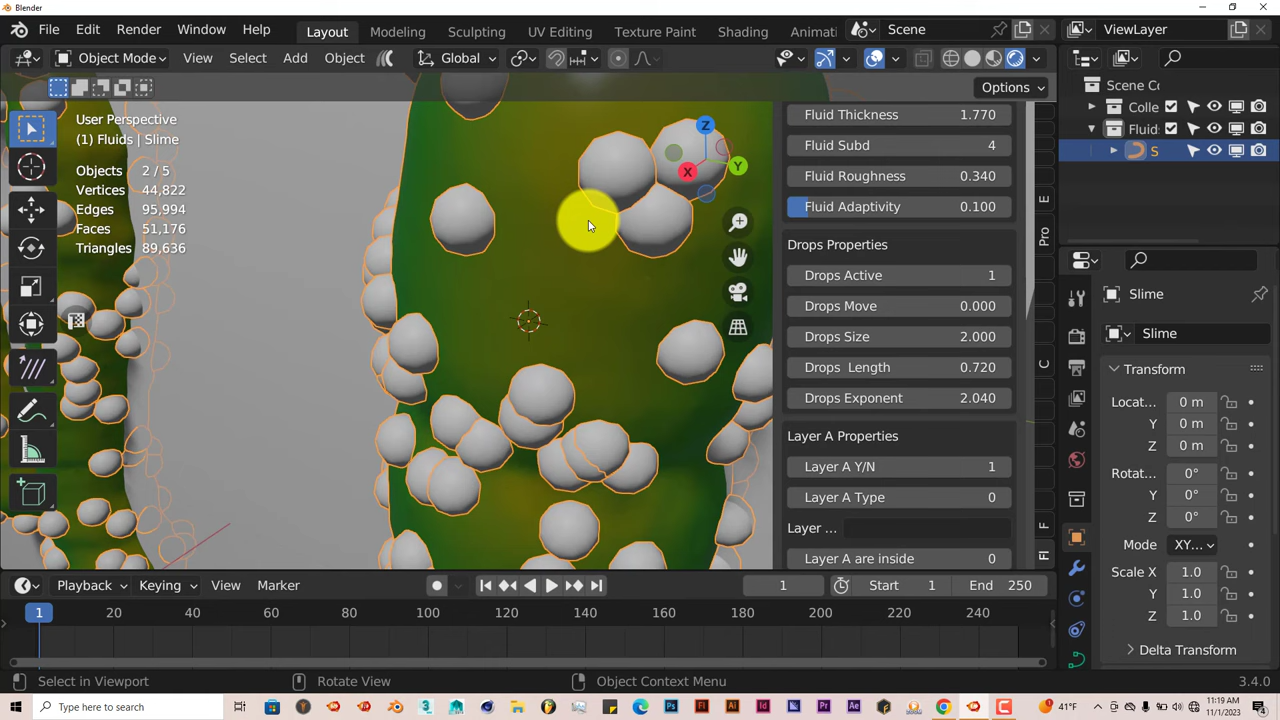 Blender
File Edit Render Window Help Layout Modeling Sculpting UV Editing Texture Paint Shading Scene ViewLayer
Object Mode View Select Add Object Global
Options
User Perspective
(1) Fluids | Slime
Objects 2 / 5
Vertices 44,822
Edges 95,994
Faces 51,176
Triangles 89,636
Z
Y
X
Fluid Thickness 1.770
Fluid Subd 4
Fluid Roughness 0.340
Fluid Adaptivity 0.100
Drops Properties
Drops Active 1
Drops Move 0.000
Drops Size 2.000
Drops Length 0.720
Drops Exponent 2.040
Layer A Properties
Layer A Y/N 1
Layer A Type 0
Layer ...
Layer A are inside 0
E
Pro
C
F
FI
Scene Co
Colle
Fluid
S
Slime
Slime
Transform
Locat... 0 m
Y 0 m
Z 0 m
Rotat... 0°
Y 0°
Z 0°
Mode XY...
Scale X 1.0
Y 1.0
Z 1.0
Delta Transform
Playback Keying View Marker 1 Start 1 End 250
1 20 40 60 80 100 120 140 160 180 200 220 240
Select in Viewport Rotate View Object Context Menu 3.4.0
Type here to search 41°F 11:19 AM
11/1/2023